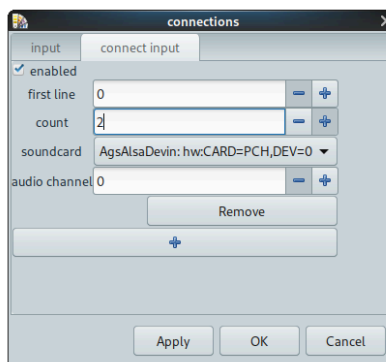 connections
input
connect input
enabled
first line 0
count 2
soundcard AgsAlsaDevin: hw:CARD=PCH,DEV=0
audio channel 0
Remove
Apply
OK
Cancel